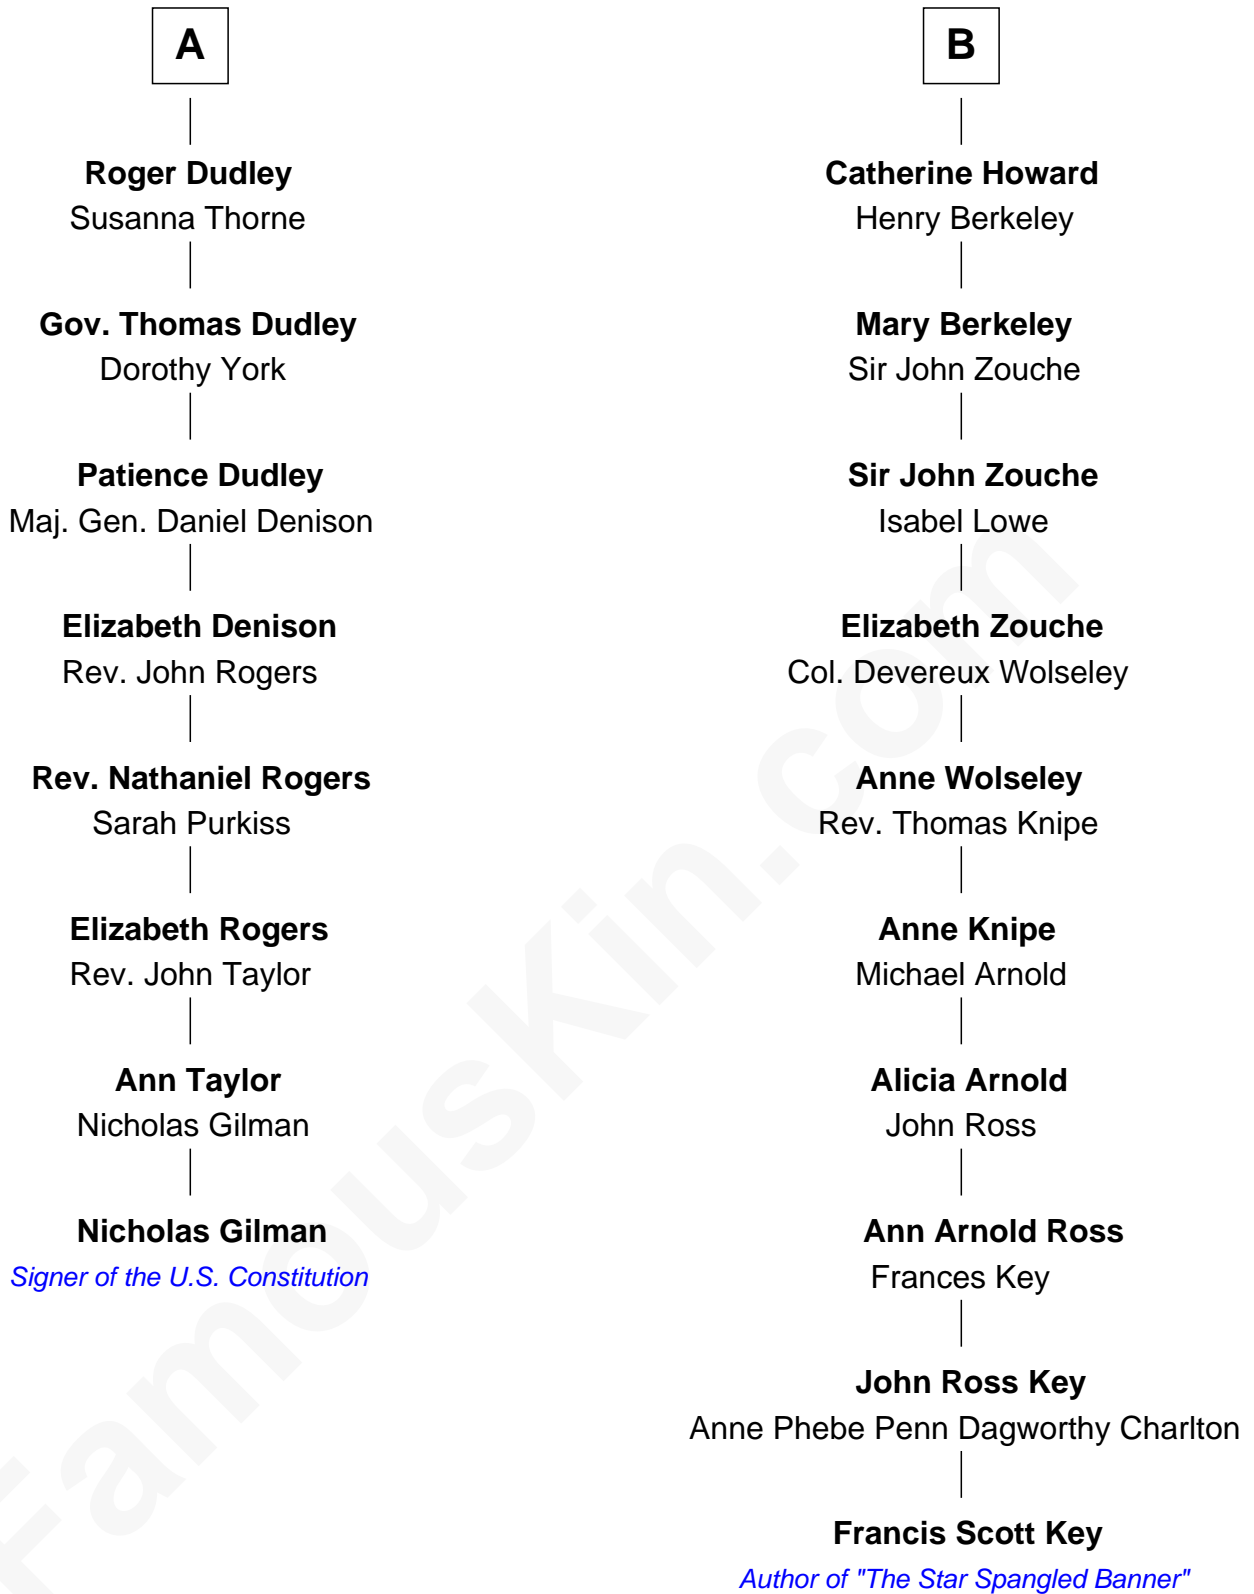 A
Roger Dudley
Susanna Thorne
Gov. Thomas Dudley
Dorothy York
Patience Dudley
Maj. Gen. Daniel Denison
Elizabeth Denison
Rev. John Rogers
Rev. Nathaniel Rogers
Sarah Purkiss
Elizabeth Rogers
Rev. John Taylor
Ann Taylor
Nicholas Gilman
Nicholas Gilman
Signer of the U.S. Constitution
B
Catherine Howard
Henry Berkeley
Mary Berkeley
Sir John Zouche
Sir John Zouche
Isabel Lowe
Elizabeth Zouche
Col. Devereux Wolseley
Anne Wolseley
Rev. Thomas Knipe
Anne Knipe
Michael Arnold
Alicia Arnold
John Ross
Ann Arnold Ross
Frances Key
John Ross Key
Anne Phebe Penn Dagworthy Charlton
Francis Scott Key
Author of "The Star Spangled Banner"
FamousKin.com